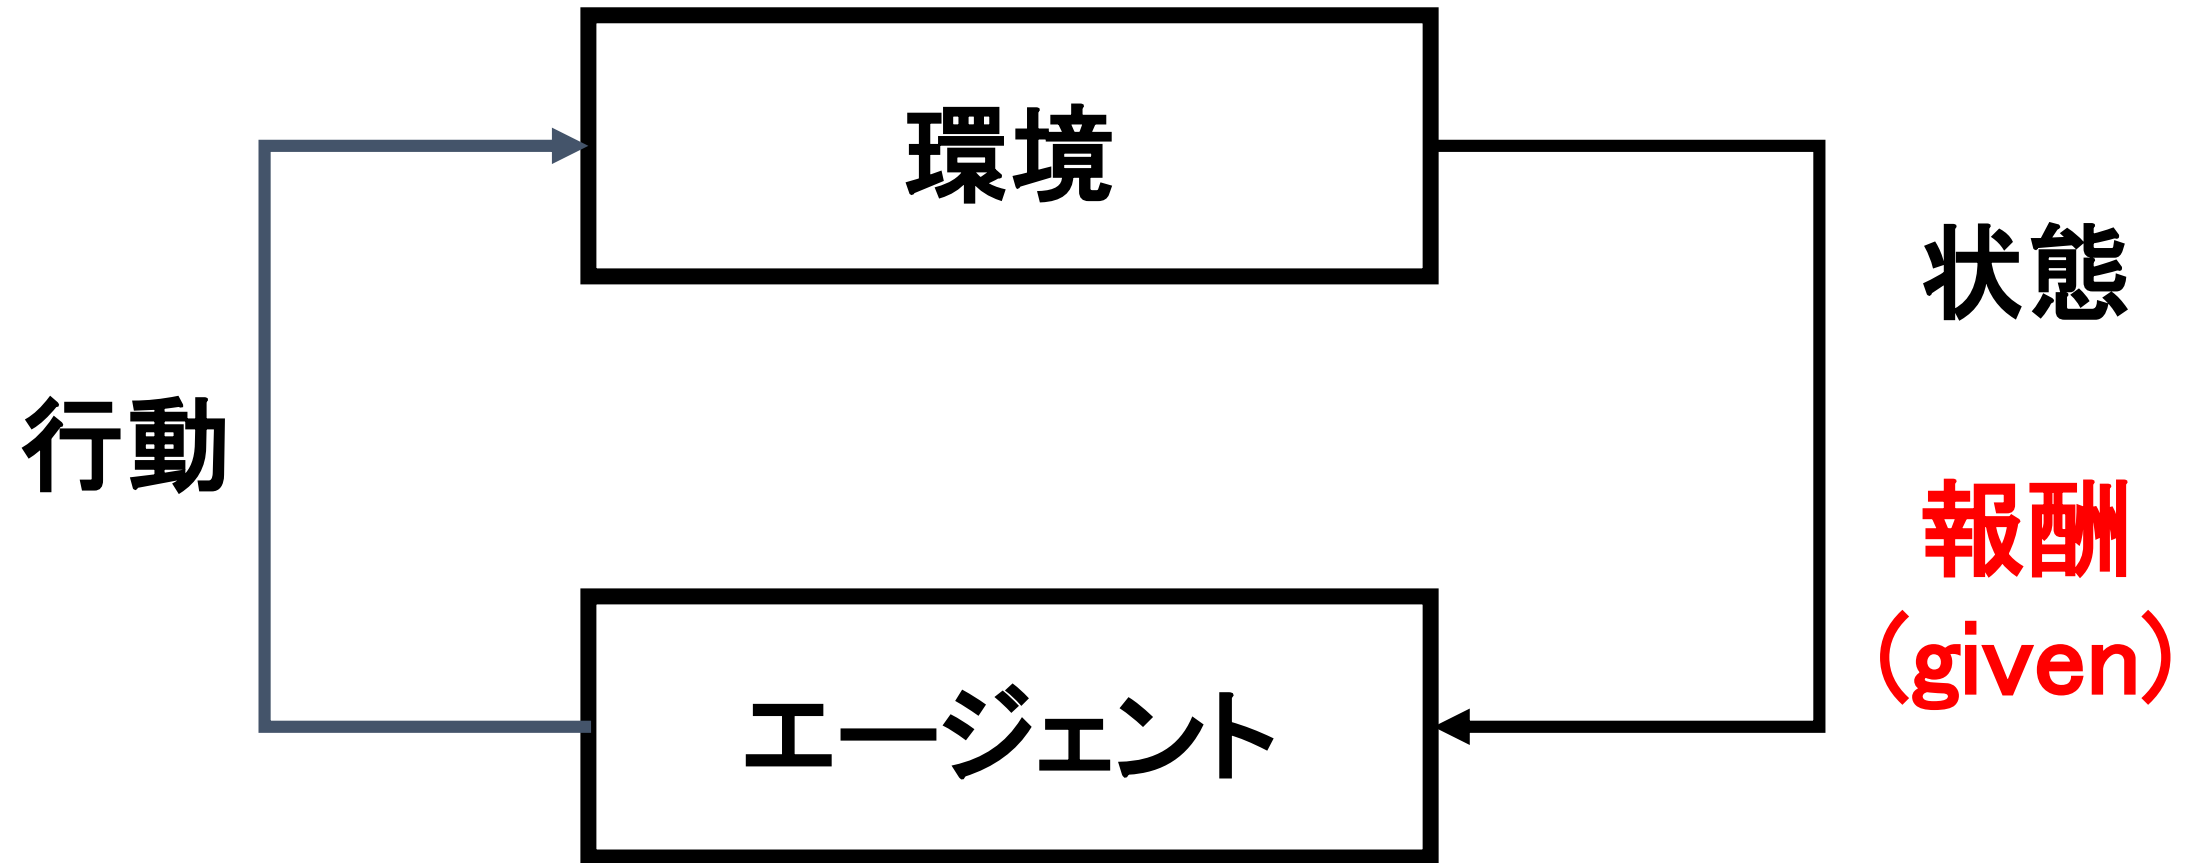 環境
状態
行動
報酬
(given)
エージェント